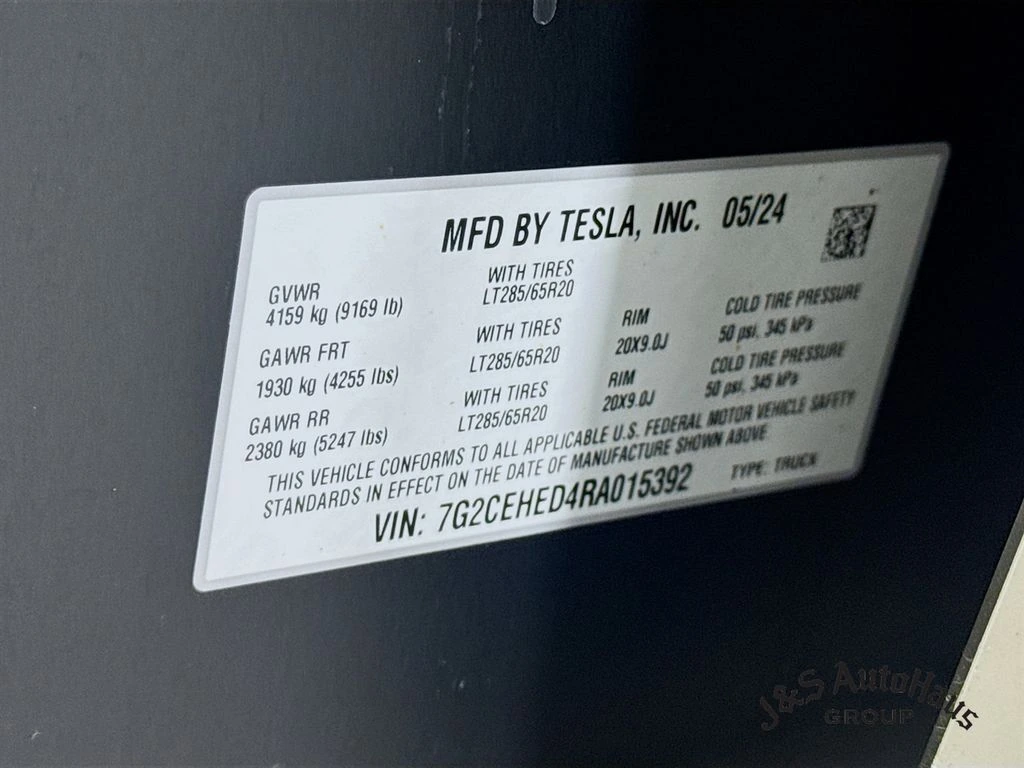 MFD BY TESLA, INC. 05/24
GVWR WITH TIRES
4159 kg (9169 lb) LT285/65R20
GAWR FRT WITH TIRES RIM COLD TIRE PRESSURE
1930 kg (4255 lbs) LT285/65R20 20X9.0J 50 psi, 345 kPa
GAWR RR WITH TIRES RIM COLD TIRE PRESSURE
2380 kg (5247 lbs) LT285/65R20 20X9.0J 50 psi, 345 kPa
THIS VEHICLE CONFORMS TO ALL APPLICABLE U.S. FEDERAL MOTOR VEHICLE SAFETY
STANDARDS IN EFFECT ON THE DATE OF MANUFACTURE SHOWN ABOVE
VIN: 7G2CEHED4RA015392 TYPE: TRUCK
J&S AutoHaus
GROUP